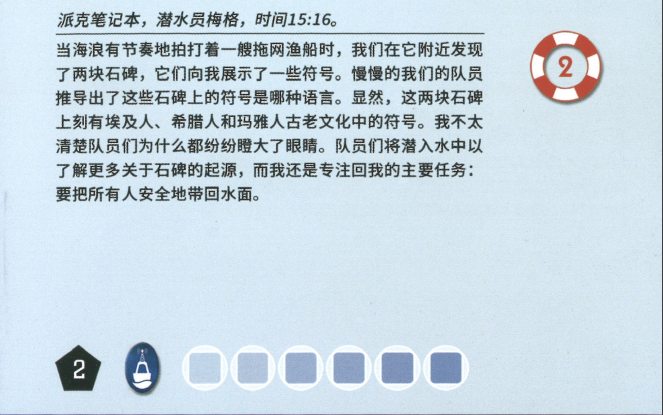 派克笔记本，潜水员梅格，时间15:16。
当海浪有节奏地拍打着一艘拖网渔船时，我们在它附近发现
了两块石碑，它们向我展示了一些符号。慢慢的我们的队员
推导出了这些石碑上的符号是哪种语言。显然，这两块石碑
上刻有埃及人、希腊人和玛雅人古老文化中的符号。我不太
清楚队员们为什么都纷纷瞪大了眼睛。队员们将潜入水中以
了解更多关于石碑的起源，而我还是专注回我的主要任务：
要把所有人安全地带回水面。
2
2